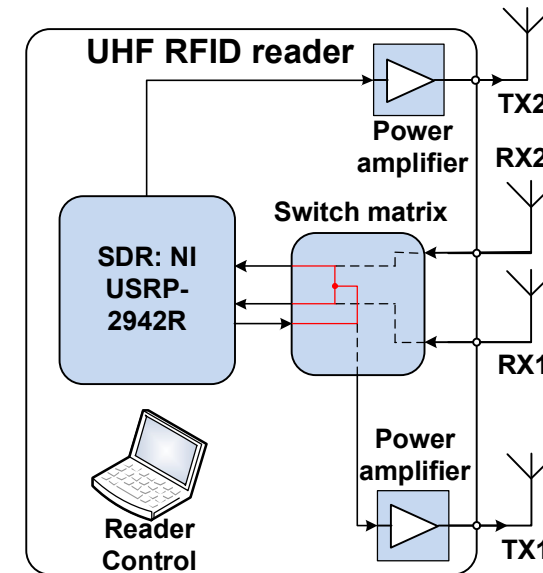 UHF RFID reader
TX2
Power
amplifier
RX2
Switch matrix
SDR: NI
USRP-
2942R
RX1
Power
amplifier
Reader
Control
TX1